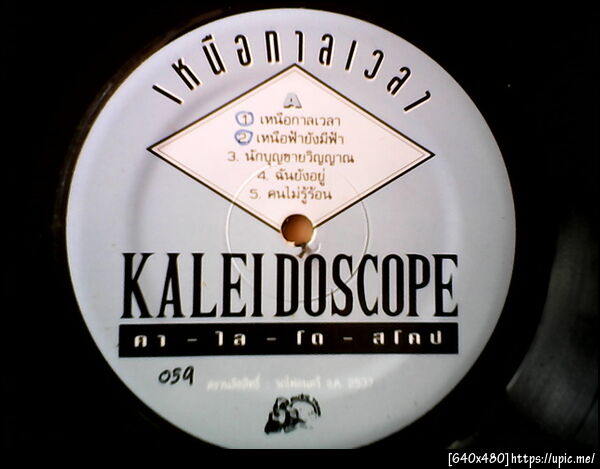 เหนือกาลเวลา
A
1. เหนือกาลเวลา
2. เหนือฟ้ายังมีฟ้า
3. นักบุญขายวิญญาณ
4. ฉันยังอยู่
5. คนไม่รู้ร้อน
KALEIDOSCOPE
คา - ไล - โด - สโคป
059
[640x480]https://upic.me/